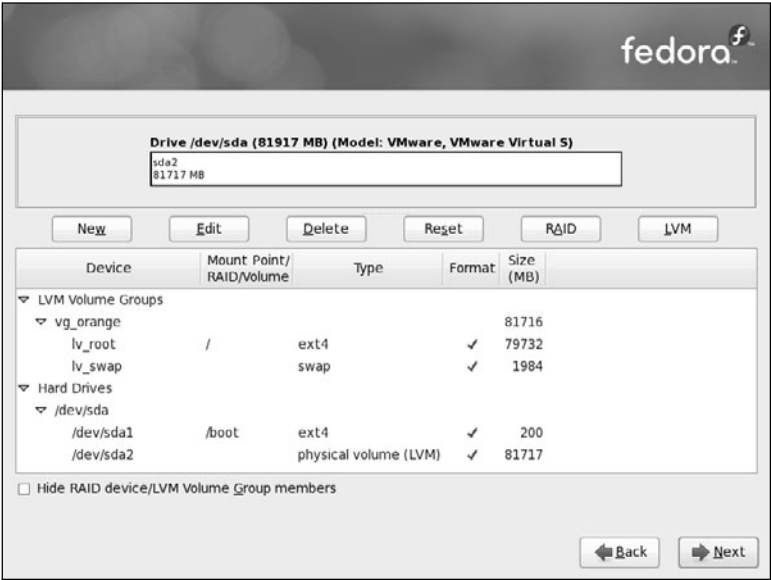 fedora
Drive /dev/sda (81917 MB) (Model: VMware, VMware Virtual S)
sda2
81717 MB
New Edit Delete Reset RAID LVM
Device Mount Point/ RAID/Volume Type Format Size (MB)
LVM Volume Groups
vg_orange 81716
lv_root / ext4 ✓ 79732
lv_swap swap ✓ 1984
Hard Drives
/dev/sda
/dev/sda1 /boot ext4 ✓ 200
/dev/sda2 physical volume (LVM) ✓ 81717
Hide RAID device/LVM Volume Group members
Back Next